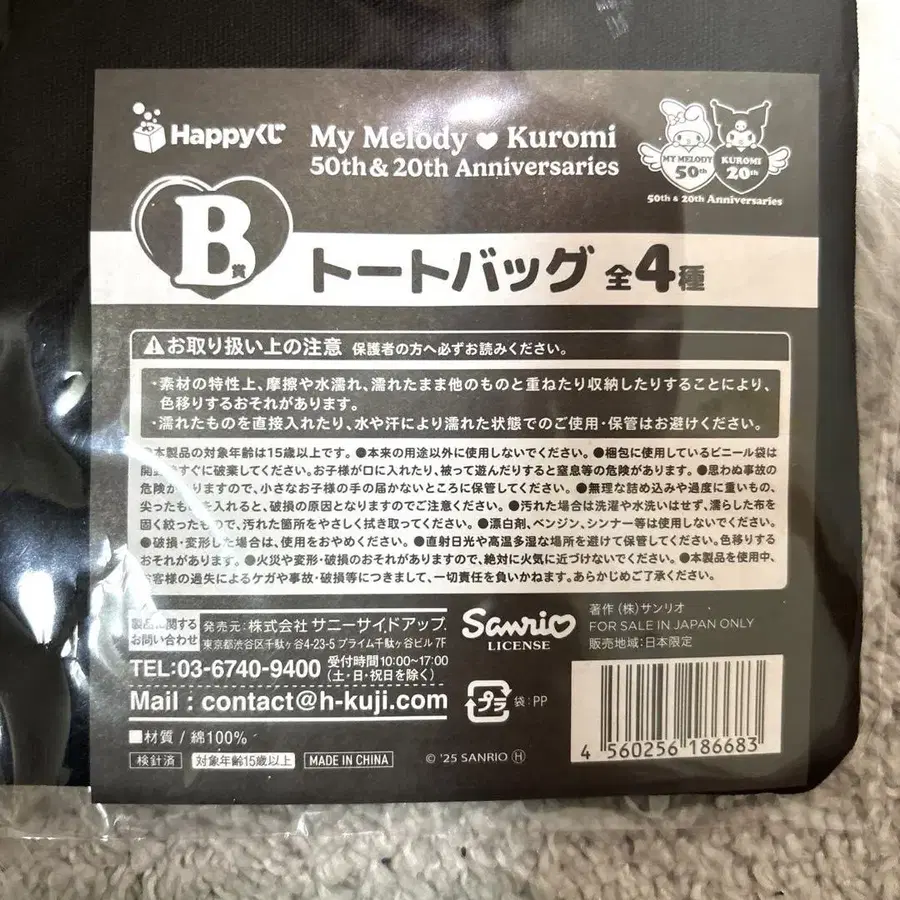 Happyくじ
My Melody ♥ Kuromi
50th & 20th Anniversaries
MY MELODY 50th
KUROMI 20th
50th & 20th Anniversaries
B賞
トートバッグ 全4種
⚠お取り扱い上の注意 保護者の方へ必ずお読みください。
・素材の特性上、摩擦や水濡れ、濡れたまま他のものと重ねたり収納したりすることにより、
色移りするおそれがあります。
・濡れたものを直接入れたり、水や汗により濡れた状態でのご使用・保管はお避けください。
●本製品の対象年齢は15歳以上です。●本来の用途以外に使用しないでください。●梱包に使用しているビニール袋は
開封後すぐに破棄してください。お子様が口に入れたり、被って遊んだりすると窒息等の危険があります。●思わぬ事故の
危険がありますので、小さなお子様の手の届かないところに保管してください。●無理な詰め込みや過度に重いもの、
尖ったものを入れると、破損の原因となりますのでご注意ください。●汚れた場合は洗濯や水洗いはせず、濡らした布を
固く絞ったもので、汚れた箇所をやさしく拭き取ってください。●漂白剤、ベンジン、シンナー等は使用しないでください。
●破損・変形した場合は、使用をおやめください。●直射日光や高温多湿な場所を避けて保管してください。色移りする
おそれがあります。●火災や変形・破損のおそれがありますので、絶対に火気に近づけないでください。●本製品を使用中、
お客様の過失によるケガや事故・破損等につきまして、一切責任を負いかねます。あらかじめご了承ください。
製品に関する
お問い合わせ
発売元:株式会社 サニーサイドアップ
東京都渋谷区千駄ヶ谷4-23-5 プライム千駄ヶ谷ビル 7F
TEL:03-6740-9400 受付時間10:00~17:00
(土・日・祝日を除く)
Mail : contact@h-kuji.com
■材質 / 綿100%
検針済 対象年齢15歳以上 MADE IN CHINA
Sanrio
LICENSE
著作 (株)サンリオ
FOR SALE IN JAPAN ONLY
販売地域:日本限定
プラ 袋:PP
© '25 SANRIO Ⓗ
4 560256 186683